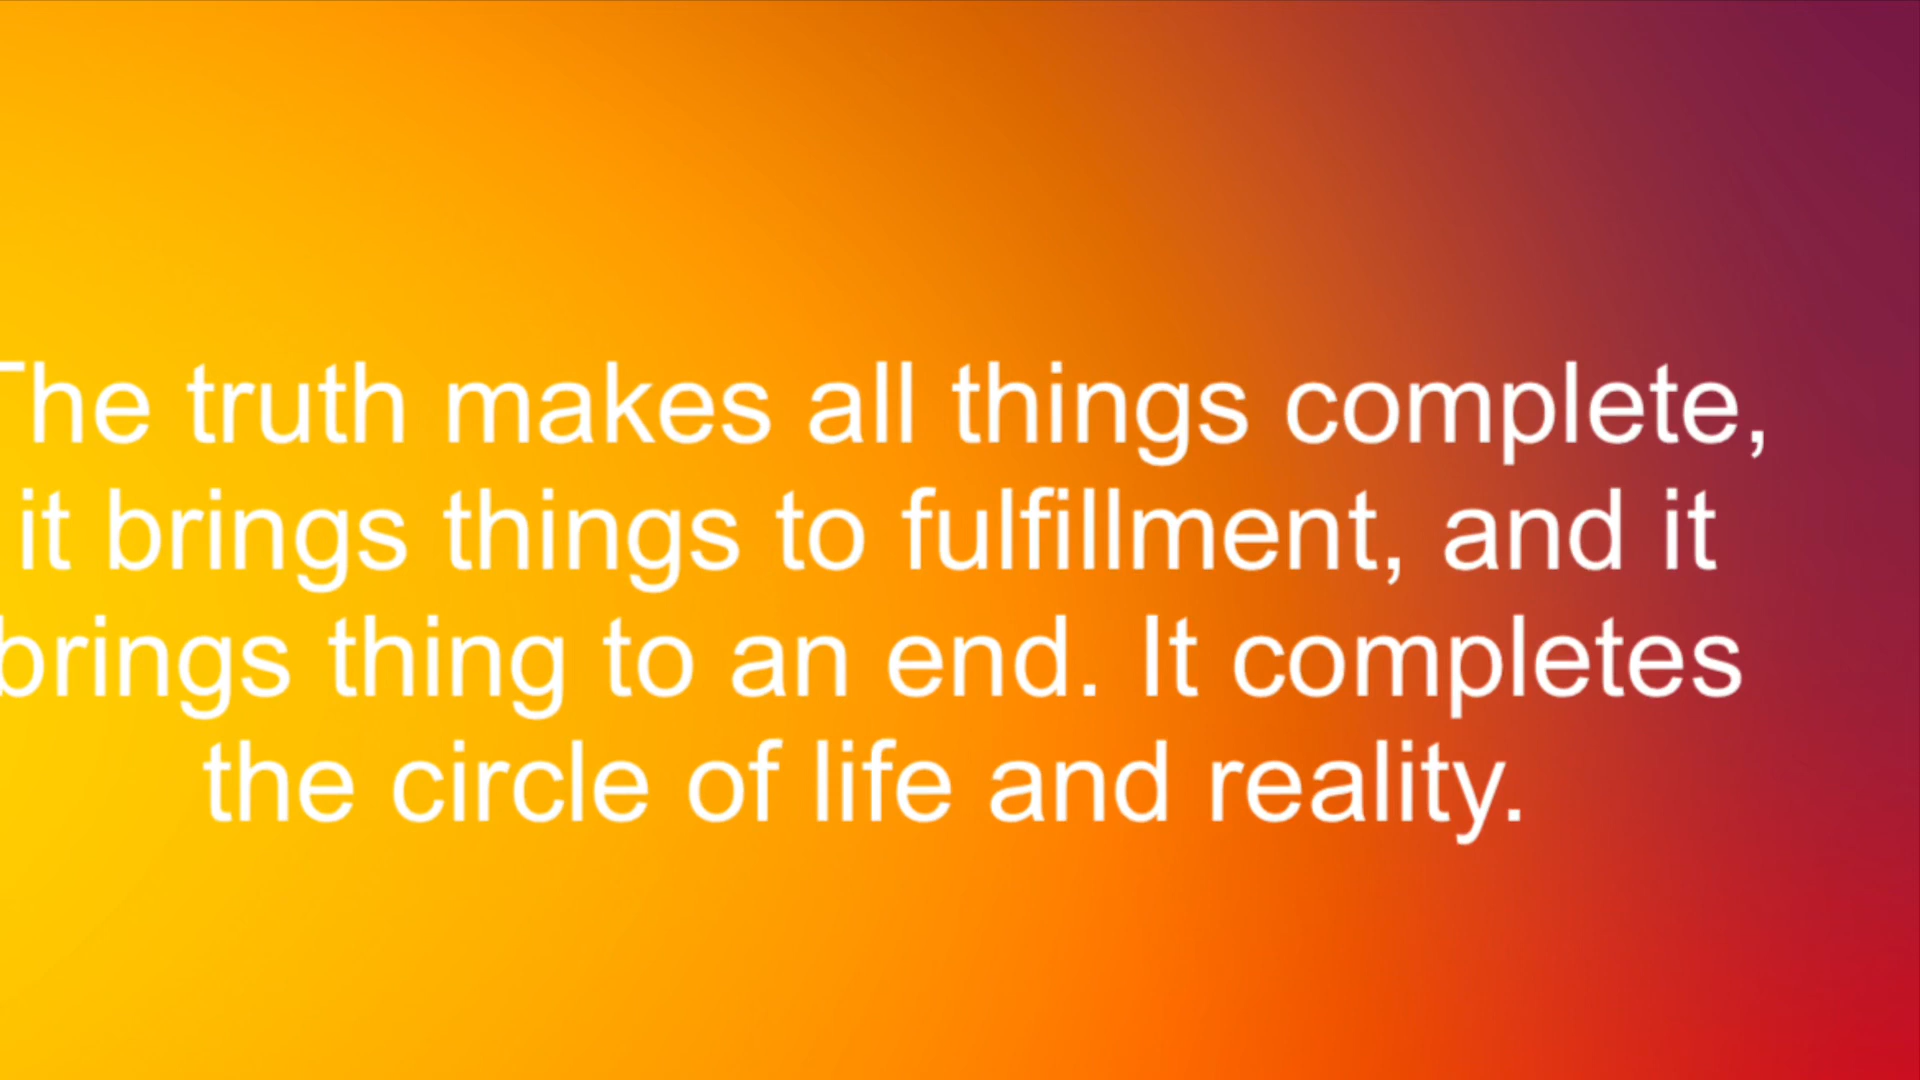 The truth makes all things complete,
it brings things to fulfillment, and it
brings thing to an end. It completes
the circle of life and reality.